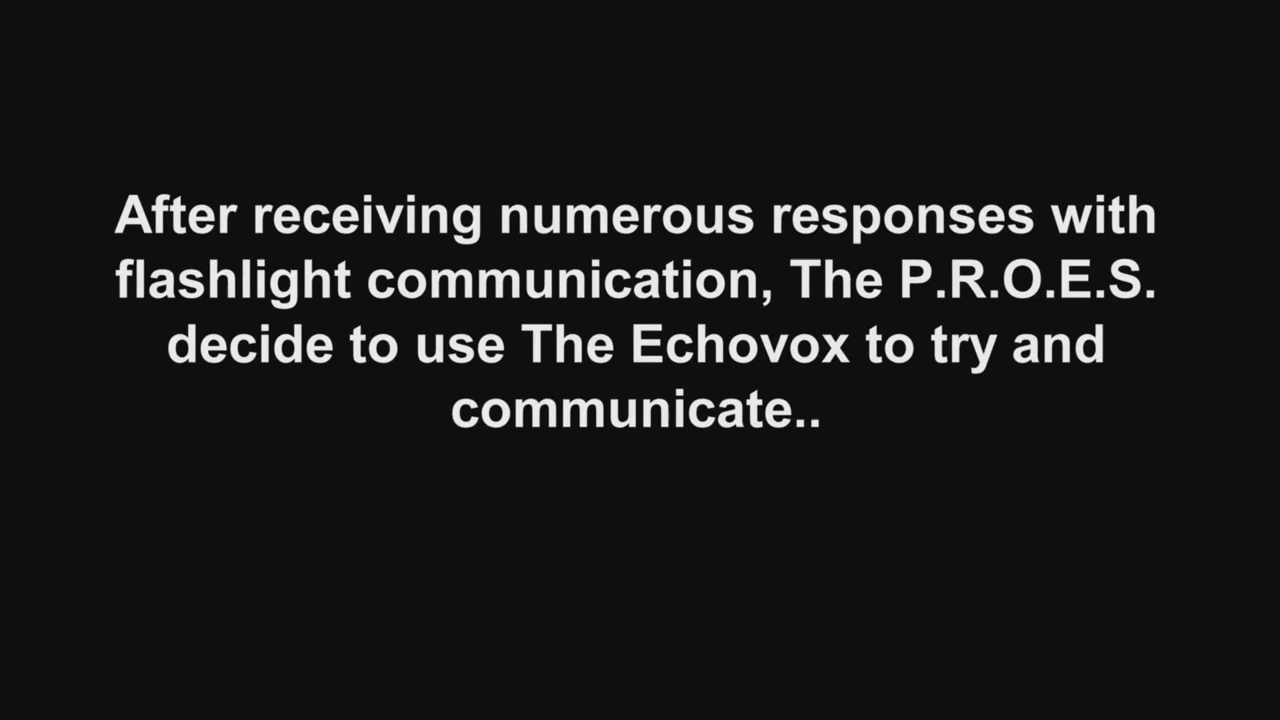 After receiving numerous responses with
flashlight communication, The P.R.O.E.S.
decide to use The Echovox to try and
communicate..